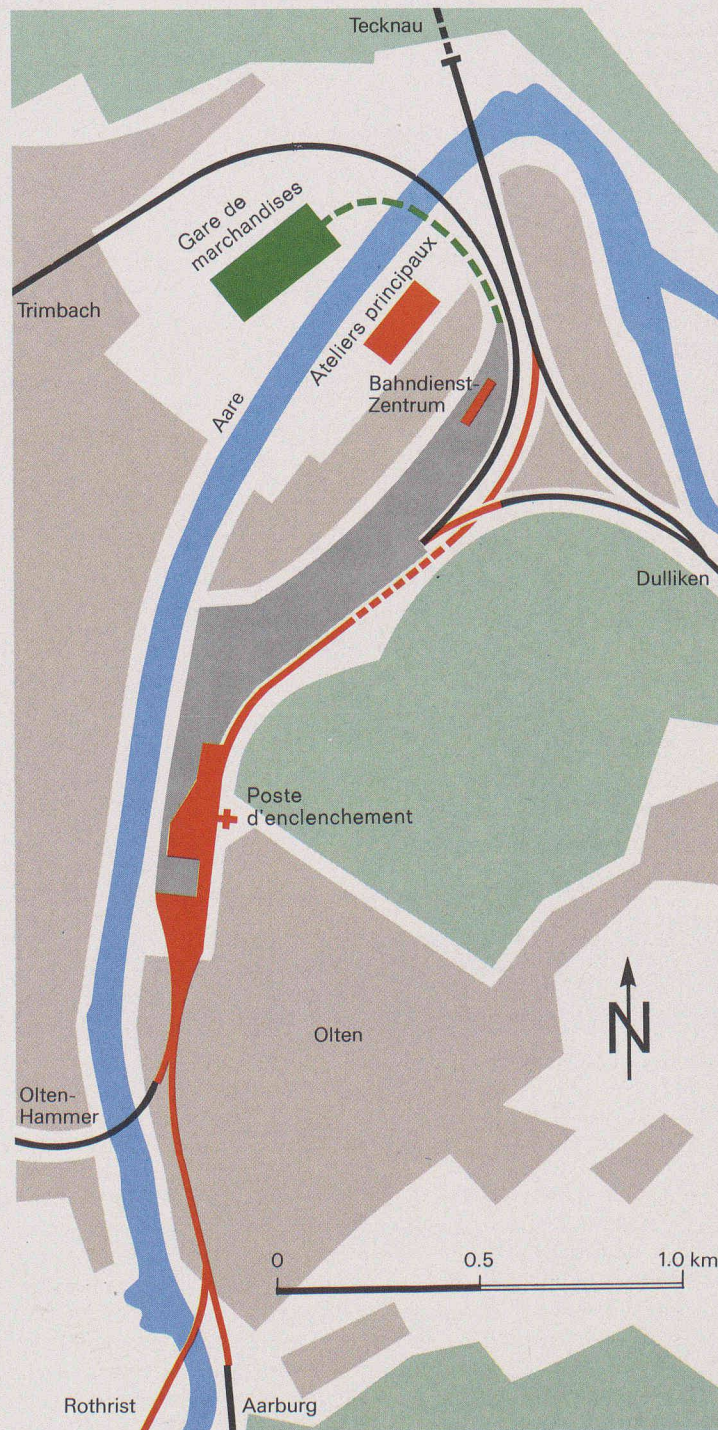 Tecknau
Gare de
marchandises
Trimbach
Ateliers principaux
Bahndienst-
Zentrum
Aare
Dulliken
Poste
d'enclenchement
N
Olten
Olten-
Hammer
0 0.5 1.0 km
Rothrist
Aarburg